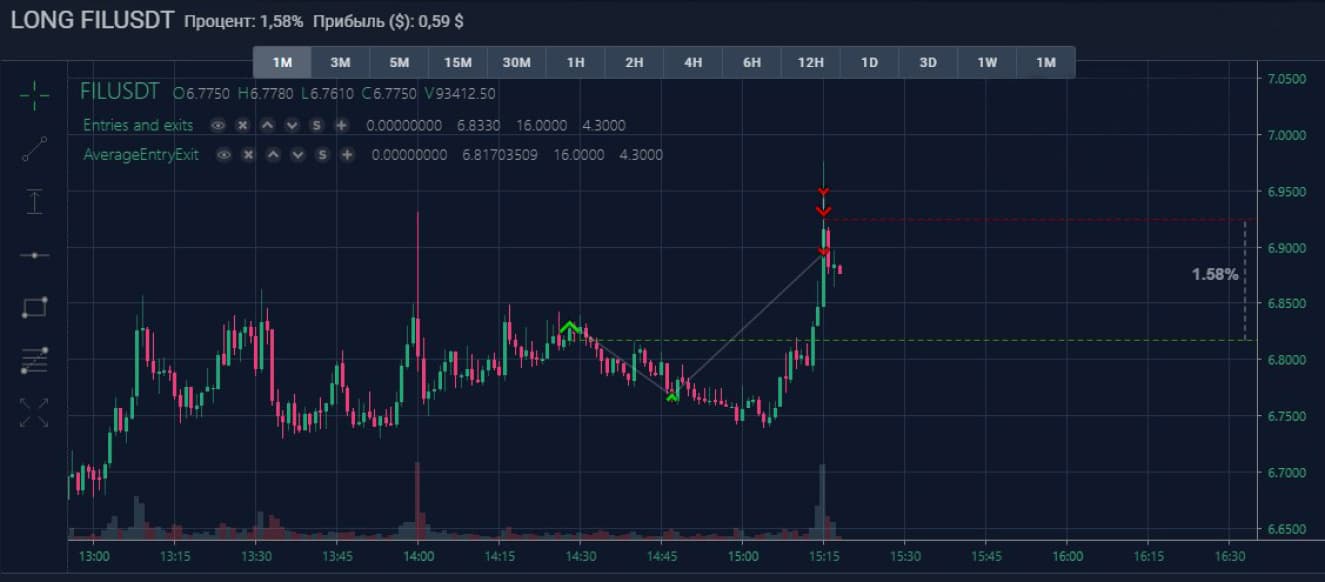 LONG FILUSDT Процент: 1,58% Прибыль ($): 0,59 $
1M 3M 5M 15M 30M 1H 2H 4H 6H 12H 1D 3D 1W 1M
FILUSDT O6.7750 H6.7780 L6.7610 C6.7750 V93412.50
Entries and exits S 0.00000000 6.8330 16.0000 4.3000
AverageEntryExit S 0.00000000 6.81703509 16.0000 4.3000
7.0500
7.0000
6.9500
6.9000
1.58%
6.8500
6.8000
6.7500
6.7000
6.6500
13:00 13:15 13:30 13:45 14:00 14:15 14:30 14:45 15:00 15:15 15:30 15:45 16:00 16:15 16:30